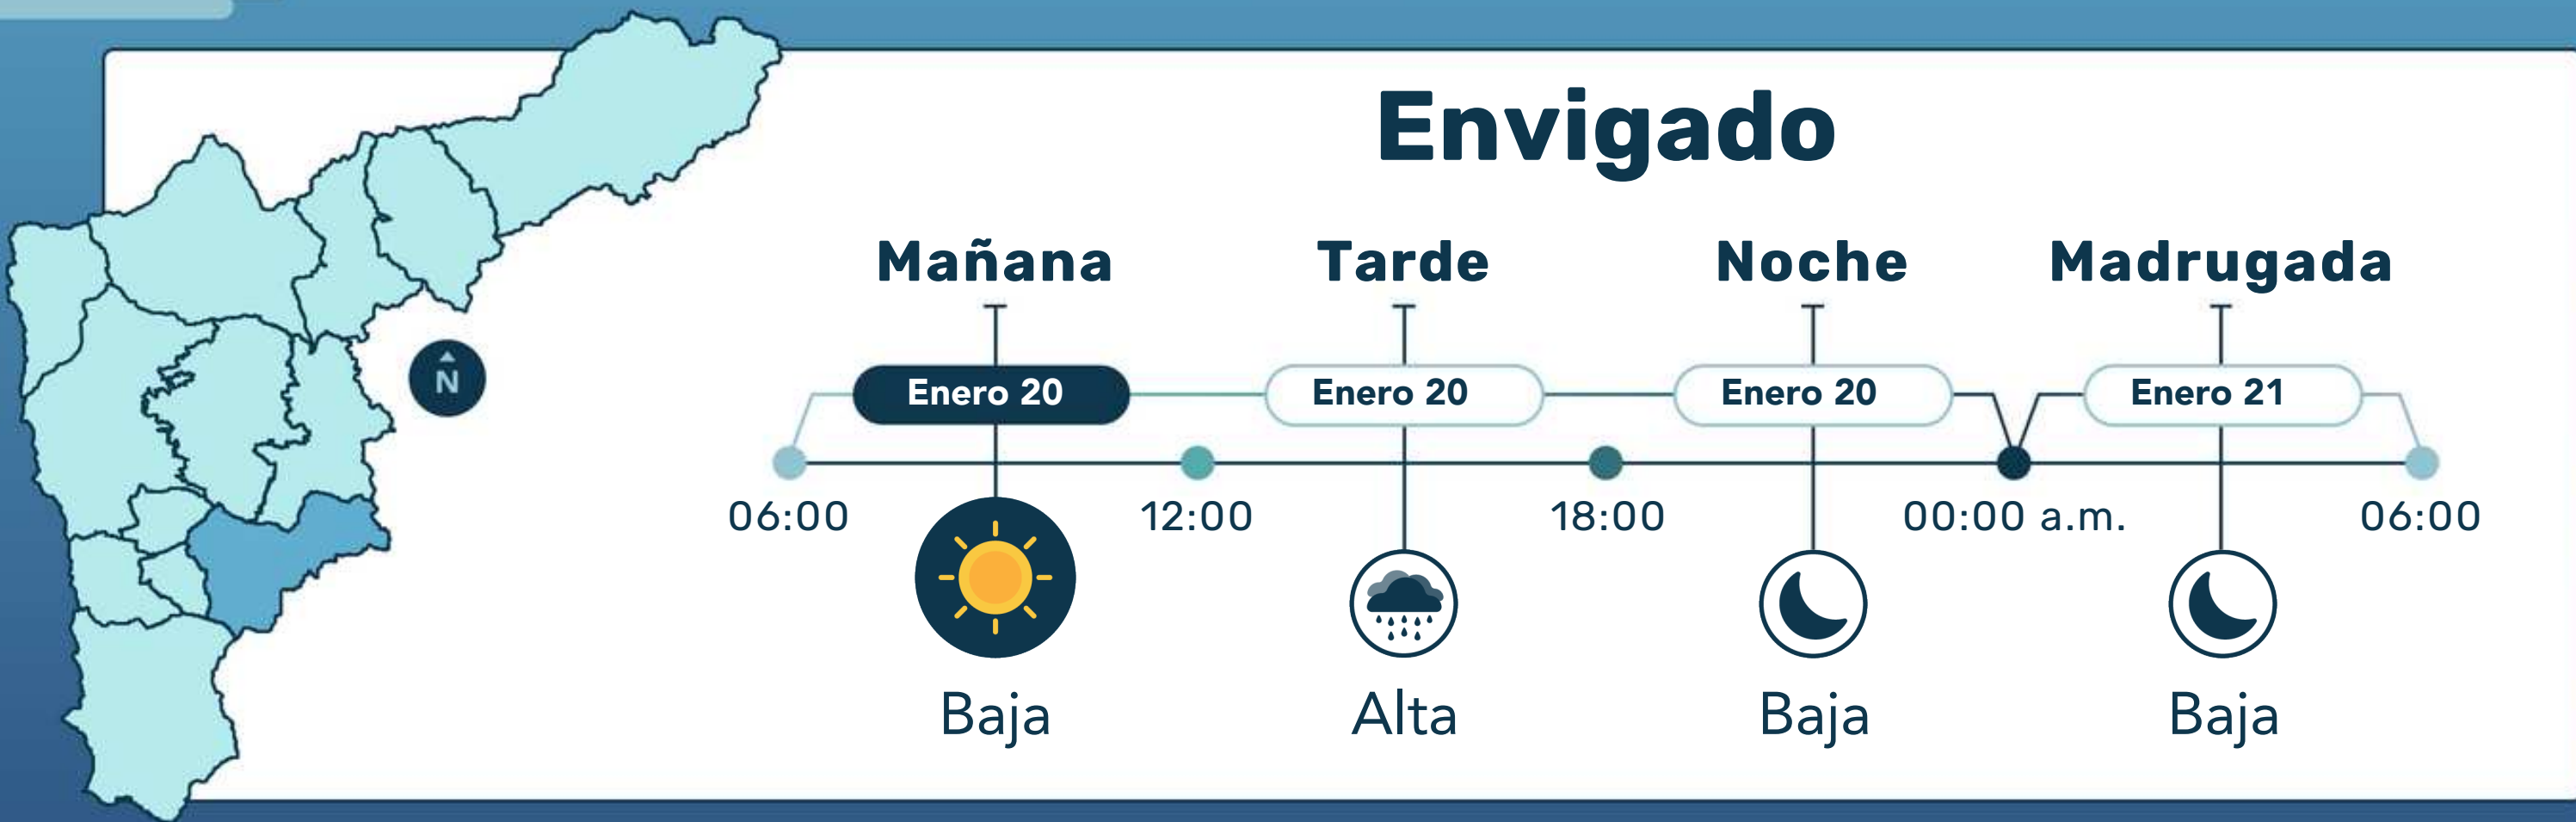 Envigado
Mañana Tarde Noche Madrugada
N
Enero 20 Enero 20 Enero 20 Enero 21
06:00 12:00 18:00 00:00 a.m. 06:00
Baja Alta Baja Baja